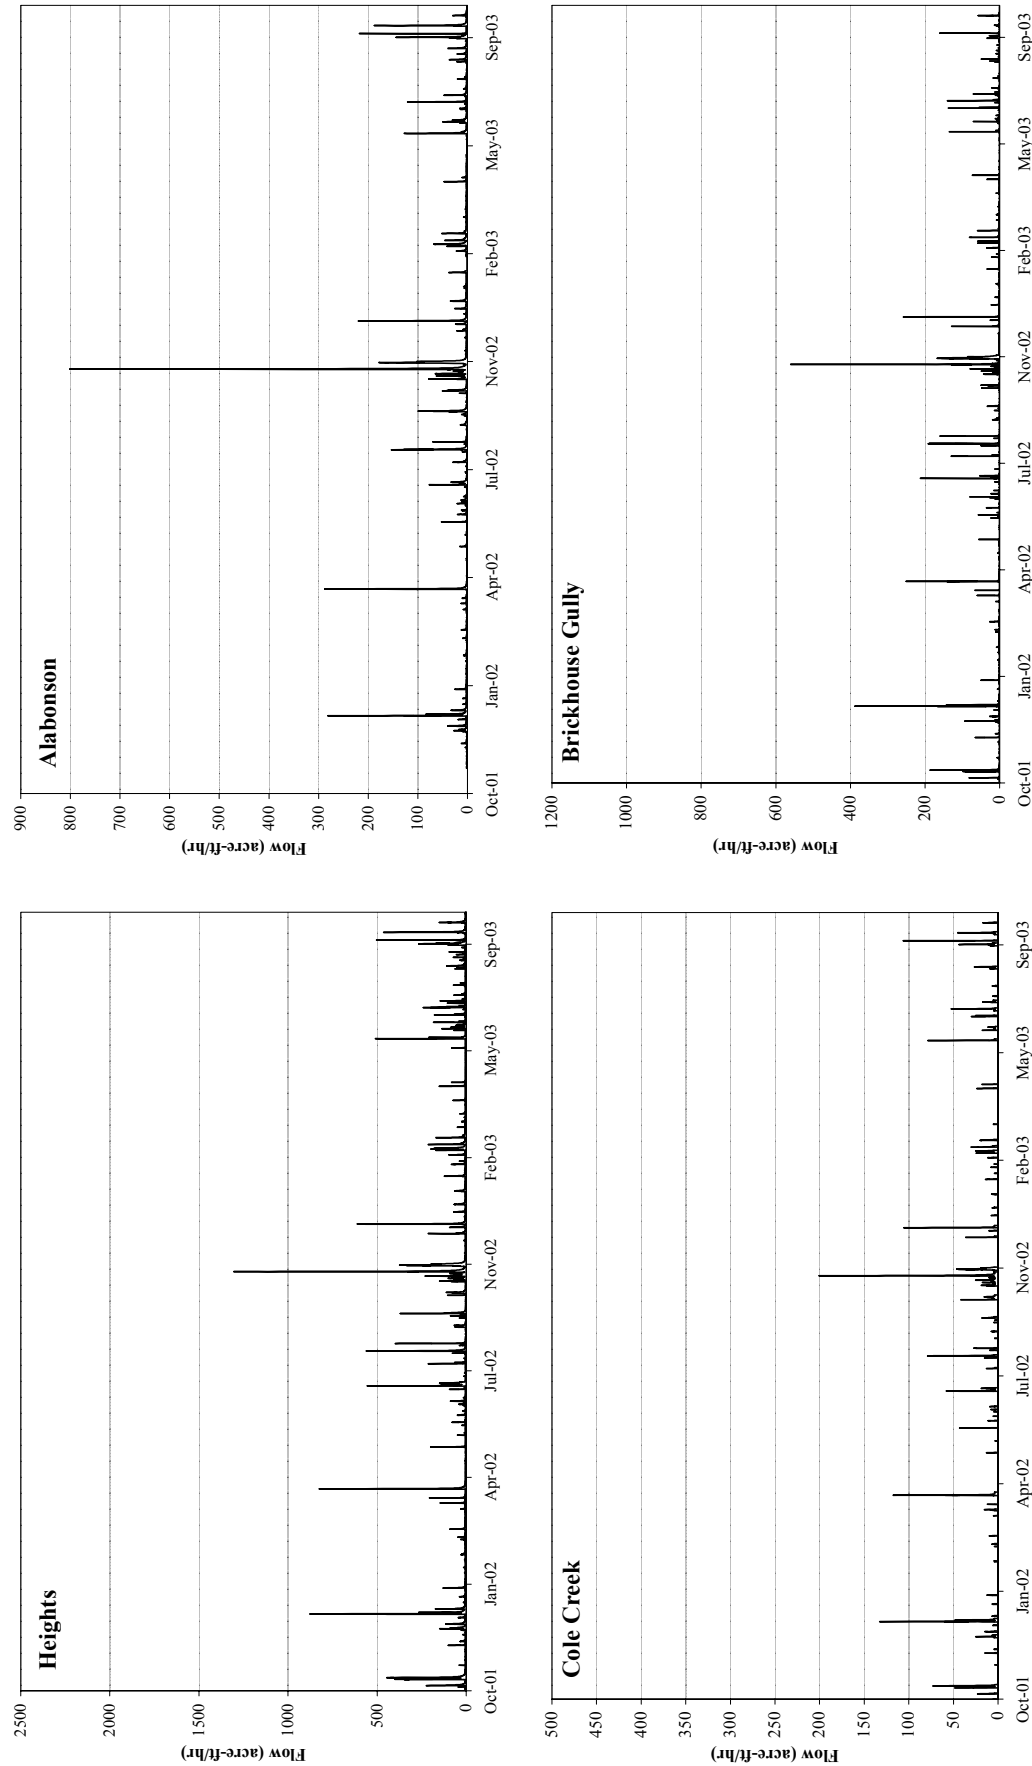 Heights
Flow (acre-ft/hr)
2500
2000
1500
1000
500
0
Oct-01 Jan-02 Apr-02 Jul-02 Nov-02 Feb-03 May-03 Sep-03
Alabonson
Flow (acre-ft/hr)
900
800
700
600
500
400
300
200
100
0
Oct-01 Jan-02 Apr-02 Jul-02 Nov-02 Feb-03 May-03 Sep-03
Cole Creek
Flow (acre-ft/hr)
500
450
400
350
300
250
200
150
100
50
0
Oct-01 Jan-02 Apr-02 Jul-02 Nov-02 Feb-03 May-03 Sep-03
Brickhouse Gully
Flow (acre-ft/hr)
1200
1000
800
600
400
200
0
Oct-01 Jan-02 Apr-02 Jul-02 Nov-02 Feb-03 May-03 Sep-03